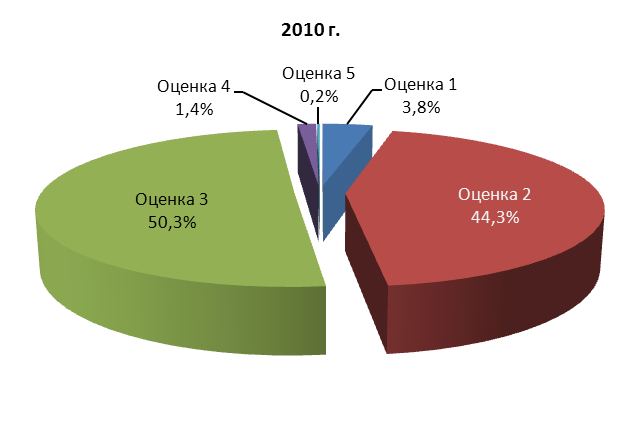 2010 г.
Оценка 5
0,2%
Оценка 4
1,4%
Оценка 1
3,8%
Оценка 3
50,3%
Оценка 2
44,3%